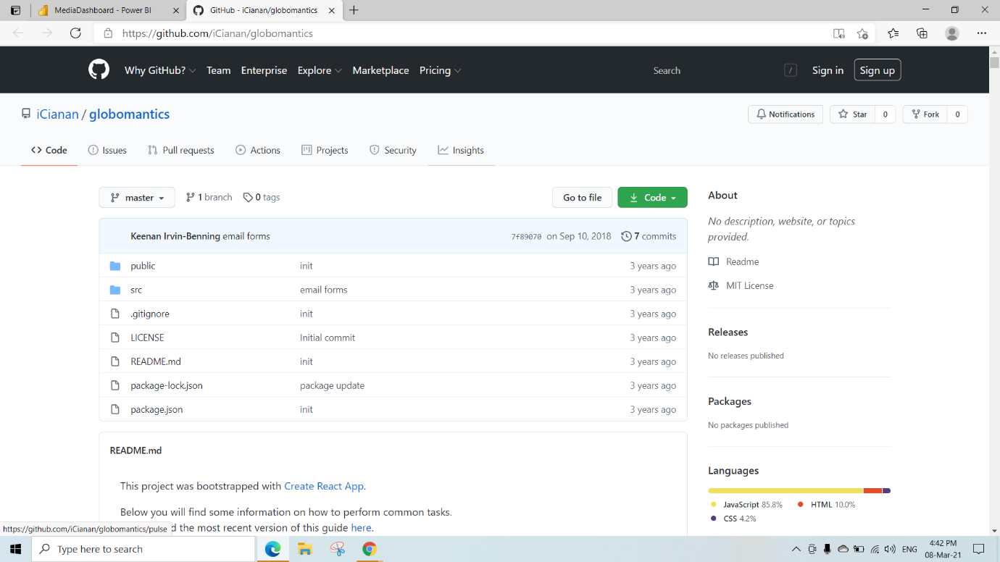 MediaDashboard - Power BI
GitHub - iCianan/globomantics
https://github.com/iCianan/globomantics
Why GitHub? Team Enterprise Explore Marketplace Pricing Search / Sign in Sign up
iCianan / globomantics
Notifications Star 0 Fork 0
Code Issues Pull requests Actions Projects Security Insights
master 1 branch 0 tags Go to file Code
Keenan Irvin-Benning email forms 7f89070 on Sep 10, 2018 7 commits
public init 3 years ago
src email forms 3 years ago
.gitignore init 3 years ago
LICENSE Initial commit 3 years ago
README.md init 3 years ago
package-lock.json package update 3 years ago
package.json init 3 years ago
README.md
This project was bootstrapped with Create React App.
Below you will find some information on how to perform common tasks.
d the most recent version of this guide here.
About
No description, website, or topics
provided.
Readme
MIT License
Releases
No releases published
Packages
No packages published
Languages
JavaScript 85.8% HTML 10.0%
CSS 4.2%
https://github.com/iCianan/globomantics/pulse
Type here to search
ENG
4:42 PM
08-Mar-21